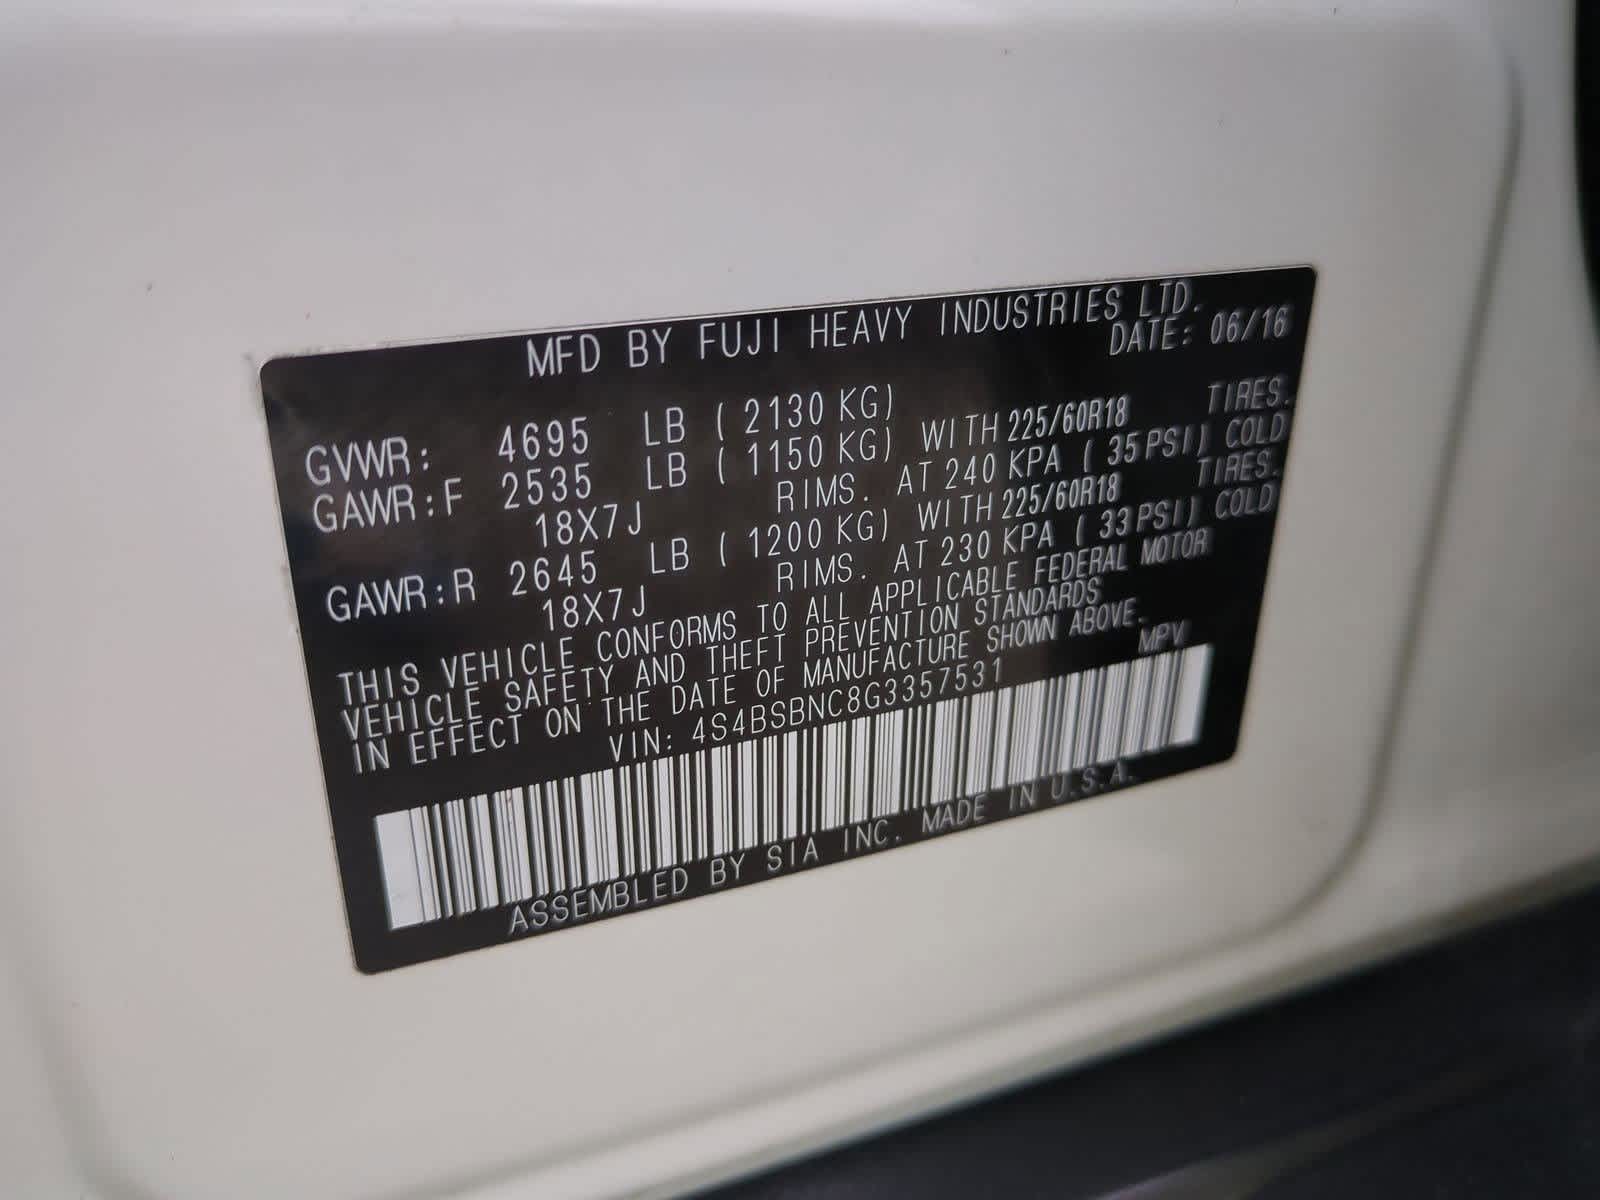 MFD BY FUJI HEAVY INDUSTRIES LTD.
DATE: 06/16
GVWR: 4695 LB ( 2130 KG)
GAWR:F 2535 LB ( 1150 KG) WITH 225/60R18 TIRES.
18X7J RIMS. AT 240 KPA ( 35 PSI) COLD
GAWR:R 2645 LB ( 1200 KG) WITH 225/60R18 TIRES.
18X7J RIMS. AT 230 KPA ( 33 PSI) COLD
THIS VEHICLE CONFORMS TO ALL APPLICABLE FEDERAL MOTOR
VEHICLE SAFETY AND THEFT PREVENTION STANDARDS
IN EFFECT ON THE DATE OF MANUFACTURE SHOWN ABOVE.
VIN: 4S4BSBNC8G3357531 MPV
ASSEMBLED BY SIA INC. MADE IN U.S.A.